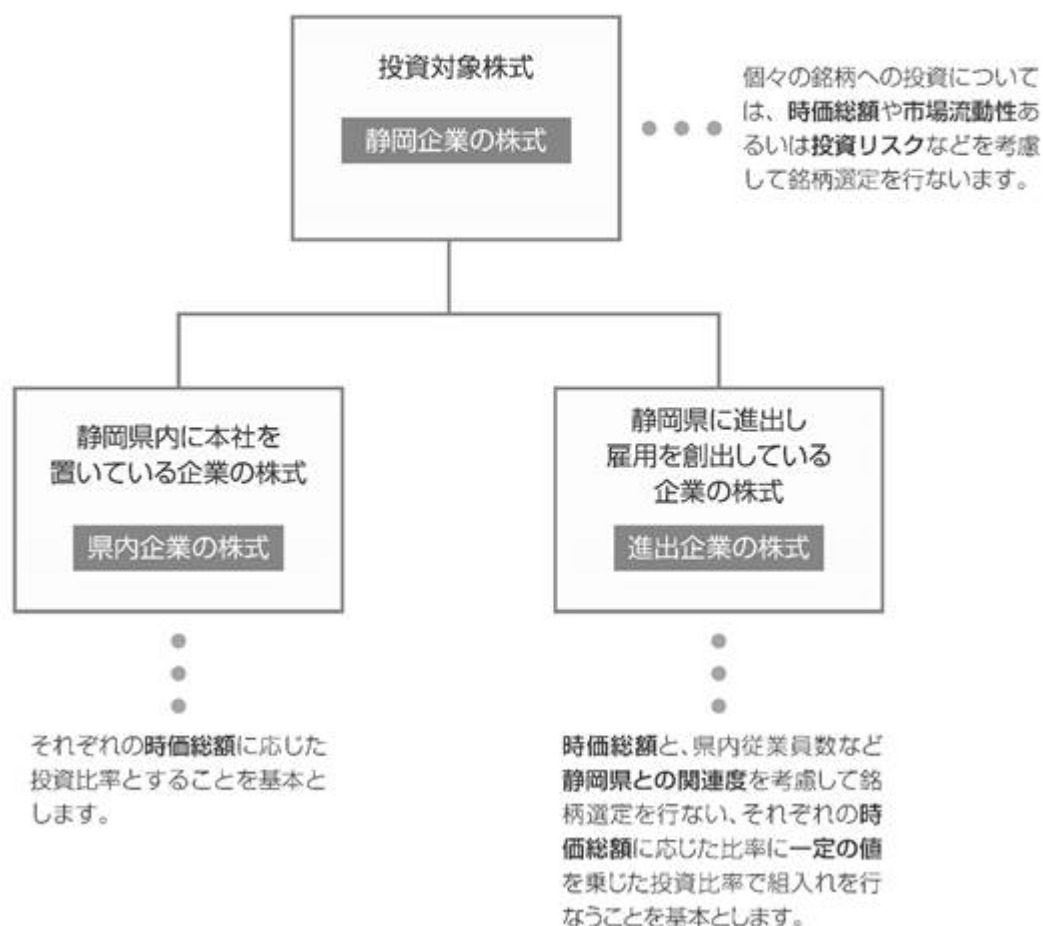 投資対象株式
静岡企業の株式
個々の銘柄への投資について
は、時価総額や市場流動性あ
るいは投資リスクなどを考慮
して銘柄選定を行ないます。
静岡県内に本社を
置いている企業の株式
県内企業の株式
それぞれの時価総額に応じた
投資比率とすることを基本と
します。
静岡県に進出し
雇用を創出している
企業の株式
進出企業の株式
時価総額と、県内従業員数など
静岡県との関連度を考慮して銘
柄選定を行ない、それぞれの時
価総額に応じた比率に一定の値
を乗じた投資比率で組入れを行
なうことを基本とします。